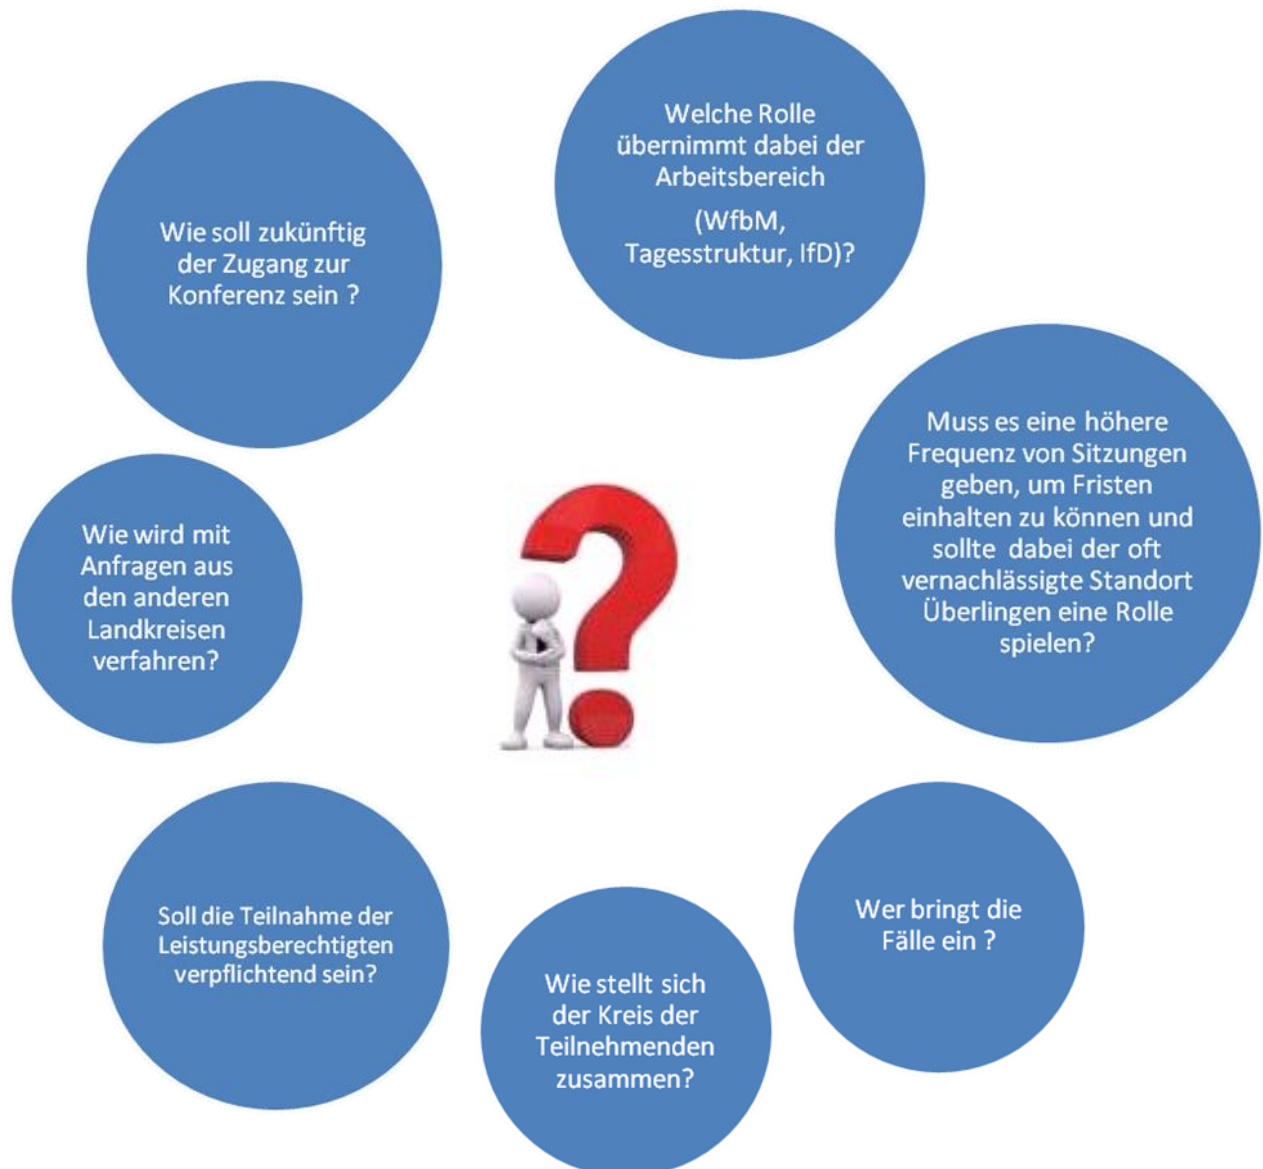 Welche Rolle
übernimmt dabei der
Arbeitsbereich
(WfbM,
Tagesstruktur, IfD)?
Wie soll zukünftig
der Zugang zur
Konferenz sein ?
Muss es eine höhere
Frequenz von Sitzungen
geben, um Fristen
einhalten zu können und
sollte dabei der oft
vernachlässigte Standort
Überlingen eine Rolle
spielen?
Wie wird mit
Anfragen aus
den anderen
Landkreisen
verfahren?
Soll die Teilnahme der
Leistungsberechtigten
verpflichtend sein?
Wer bringt die
Fälle ein ?
Wie stellt sich
der Kreis der
Teilnehmenden
zusammen?